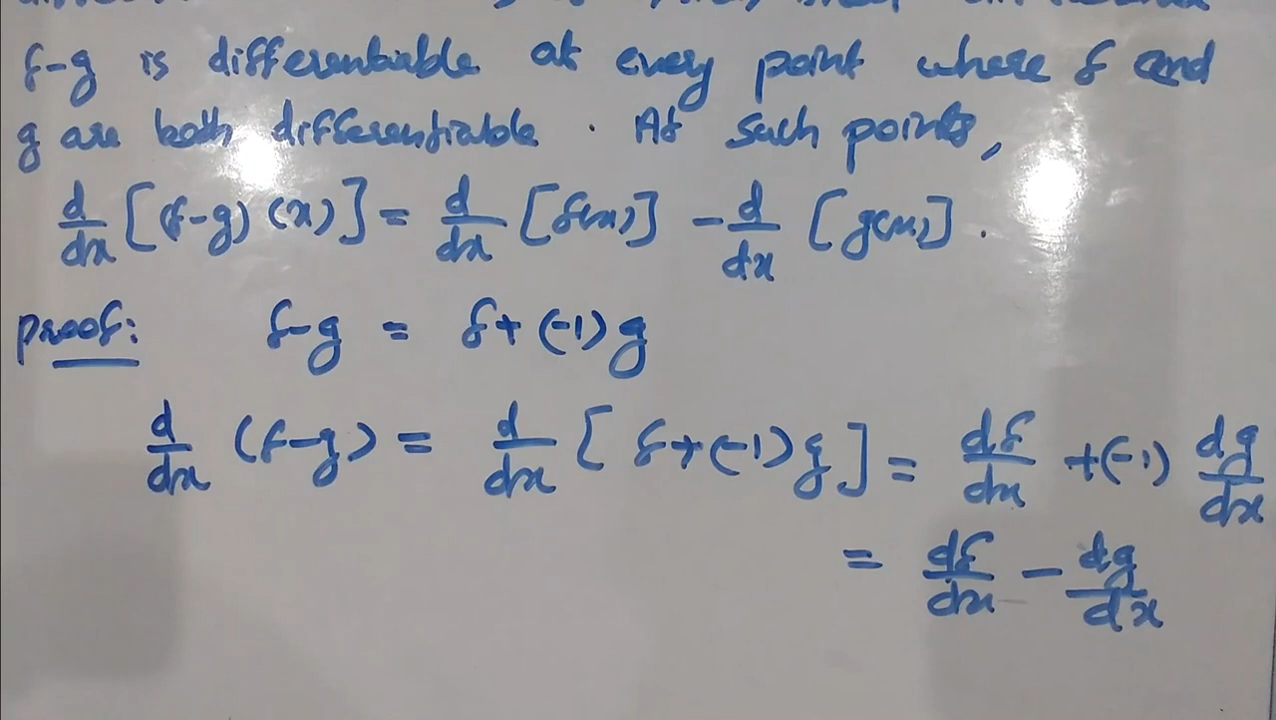 f-g is differentiable at every point where f and
g are both differentiable. At such points,
d/dx [(f-g)(x)] = d/dx [f(x)] - d/dx [g(x)].
proof: f-g = f+(-1)g
d/dx (f-g) = d/dx [f+(-1)g] = df/dx +(-1) dg/dx
= df/dx - dg/dx